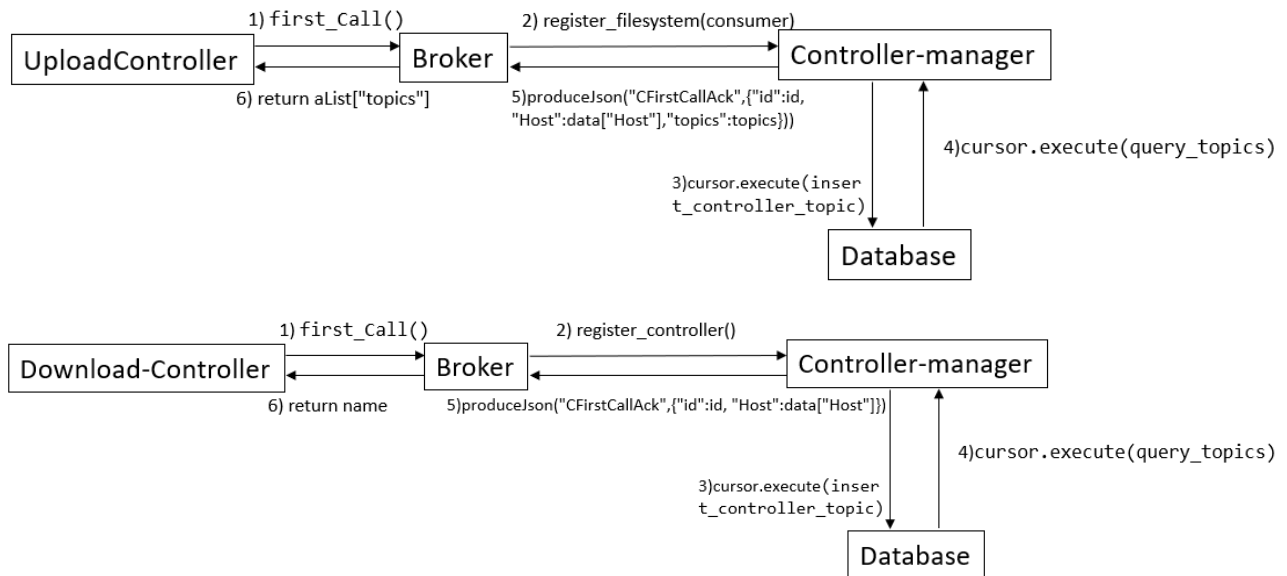 1) first_Call()
2) register_filesystem(consumer)
UploadController
Broker
Controller-manager
6) return aList["topics"]
5)produceJson("CFirstCallAck",{"id":id,
"Host":data["Host"],"topics":topics}))
4)cursor.execute(query_topics)
3)cursor.execute(inser
t_controller_topic)
Database
1) first_Call()
2) register_controller()
Download-Controller
Broker
Controller-manager
6) return name
5)produceJson("CFirstCallAck",{"id":id, "Host":data["Host"]})
4)cursor.execute(query_topics)
3)cursor.execute(inser
t_controller_topic)
Database